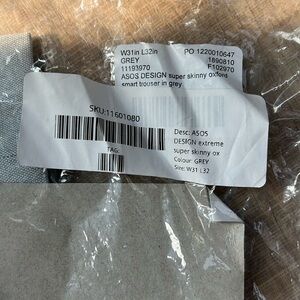 W31in L32in PO 1220010647
GREY 1890810
11193970 F102970
ASOS DESIGN super skinny oxford
smart trouser in grey
SKU:11601080
TAG:
Desc: ASOS
DESIGN extreme
super skinny ox
Colour: GREY
Size: W31 L32